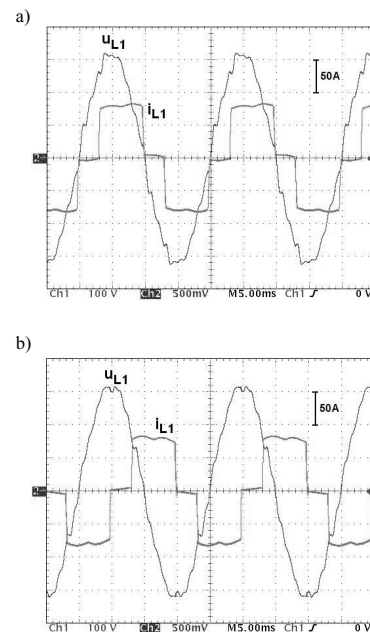 a)
uL1
50A
iL1
2
Ch1 100 V Ch2 500mV M5.00ms Ch1 0 V
b)
uL1
50A
iL1
2
Ch1 100 V Ch2 500mV M5.00ms Ch1 0 V